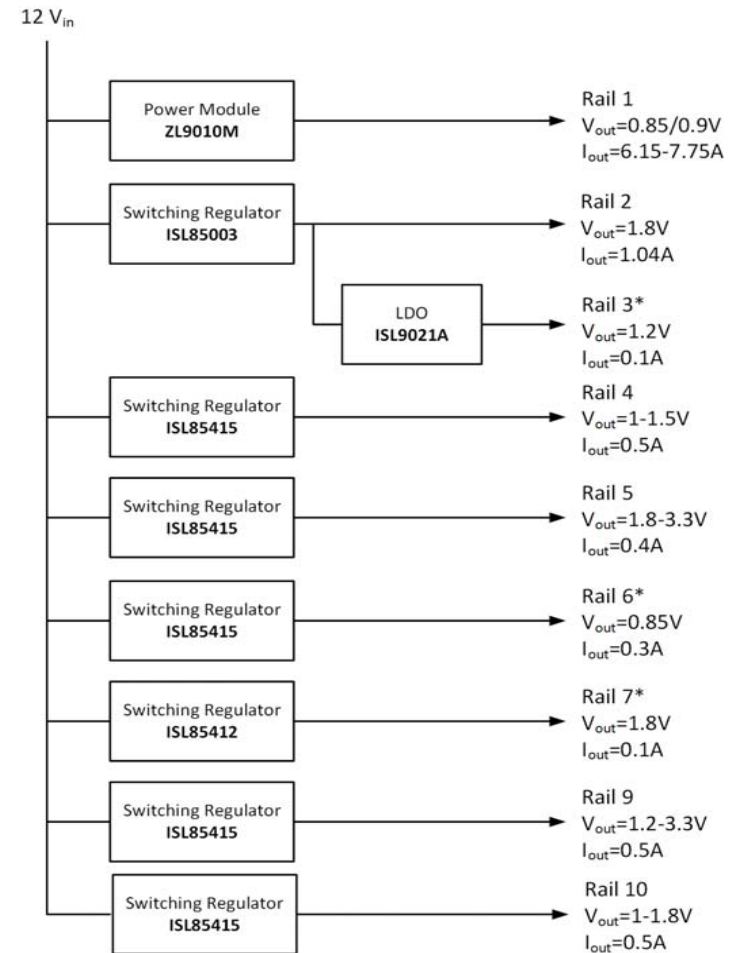 12 Vin
Power Module
ZL9010M
Rail 1
Vout=0.85/0.9V
Iout=6.15-7.75A
Switching Regulator
ISL85003
Rail 2
Vout=1.8V
Iout=1.04A
LDO
ISL9021A
Rail 3*
Vout=1.2V
Iout=0.1A
Switching Regulator
ISL85415
Rail 4
Vout=1-1.5V
Iout=0.5A
Switching Regulator
ISL85415
Rail 5
Vout=1.8-3.3V
Iout=0.4A
Switching Regulator
ISL85415
Rail 6*
Vout=0.85V
Iout=0.3A
Switching Regulator
ISL85412
Rail 7*
Vout=1.8V
Iout=0.1A
Switching Regulator
ISL85415
Rail 9
Vout=1.2-3.3V
Iout=0.5A
Switching Regulator
ISL85415
Rail 10
Vout=1-1.8V
Iout=0.5A